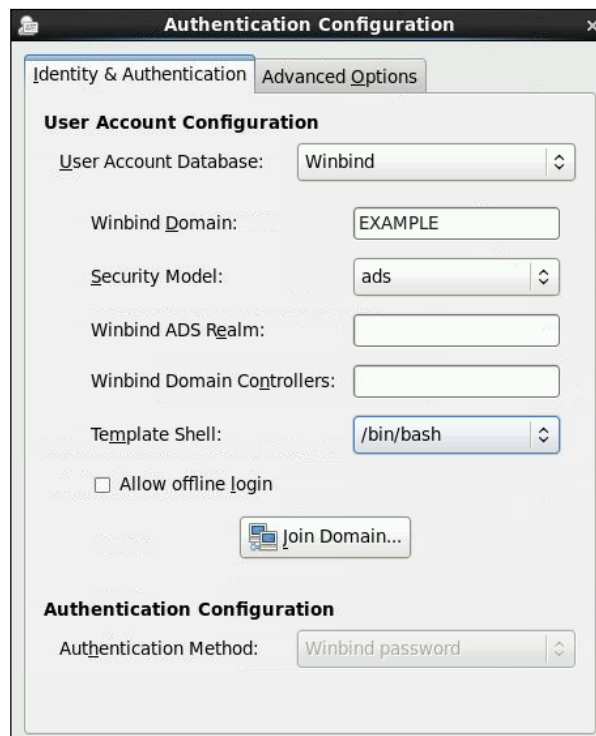 Authentication Configuration
Identity & Authentication
Advanced Options
User Account Configuration
User Account Database: Winbind
Winbind Domain: EXAMPLE
Security Model: ads
Winbind ADS Realm:
Winbind Domain Controllers:
Template Shell: /bin/bash
Allow offline login
Join Domain...
Authentication Configuration
Authentication Method: Winbind password